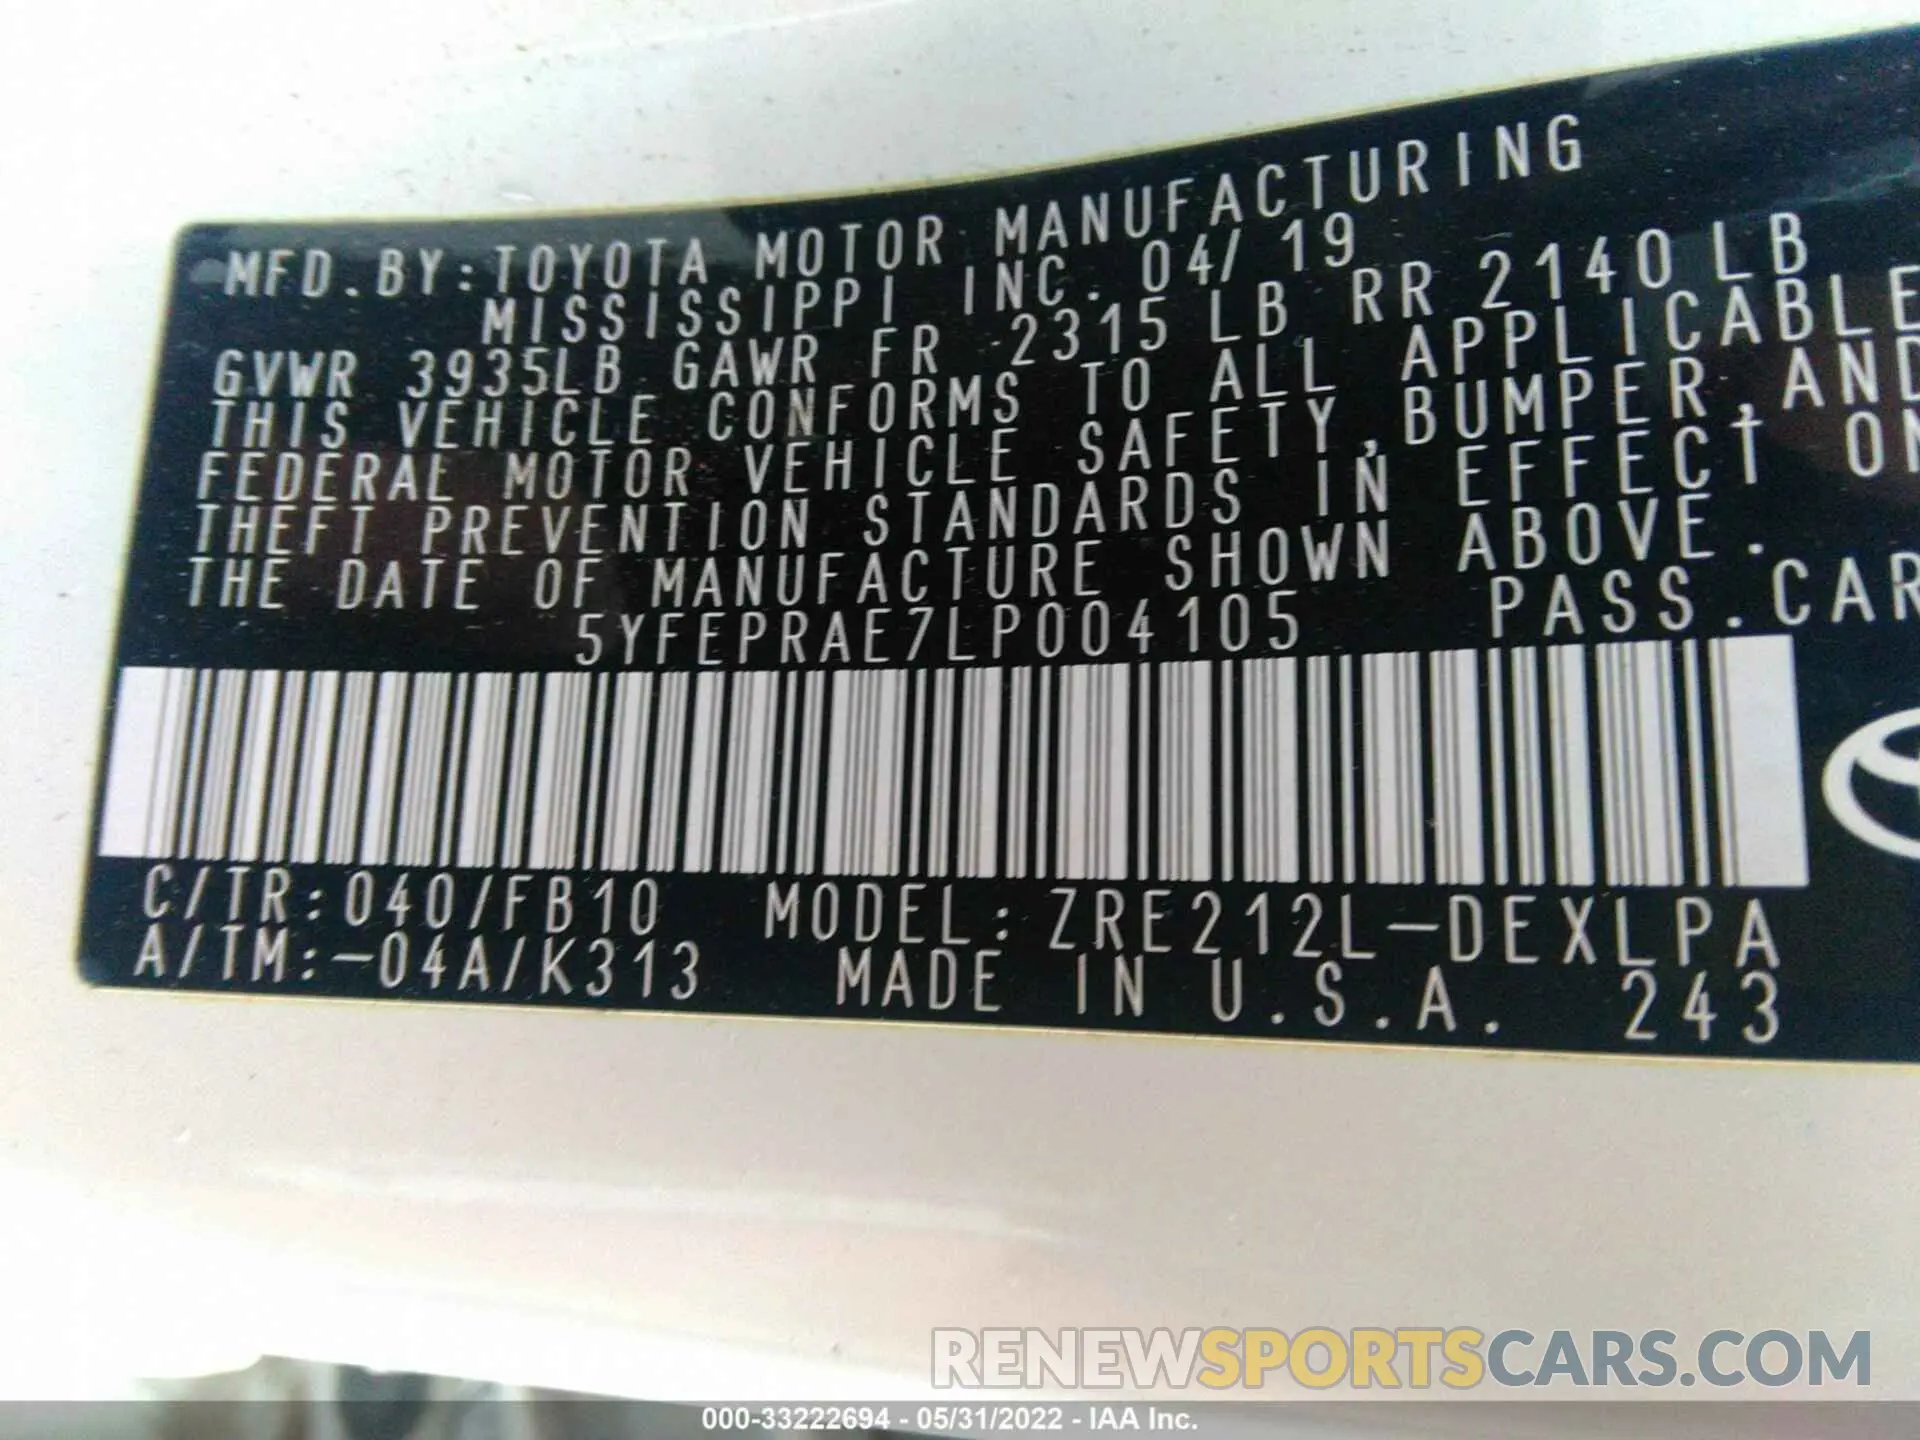 MFD.BY:TOYOTA MOTOR MANUFACTURING
MISSISSIPPI INC. 04/19
GVWR 3935LB GAWR FR 2315 LB RR 2140 LB
THIS VEHICLE CONFORMS TO ALL APPLICABLE
FEDERAL MOTOR VEHICLE SAFETY, BUMPER, AND
THEFT PREVENTION STANDARDS IN EFFECT ON
THE DATE OF MANUFACTURE SHOWN ABOVE.
5YFEPRAE7LP004105 PASS.CAR
C/TR:040/FB10 MODEL:ZRE212L-DEXLPA
A/TM:-04A/K313 MADE IN U.S.A. 243
RENEWSPORTSCARS.COM
000-33222694 - 05/31/2022 - IAA Inc.